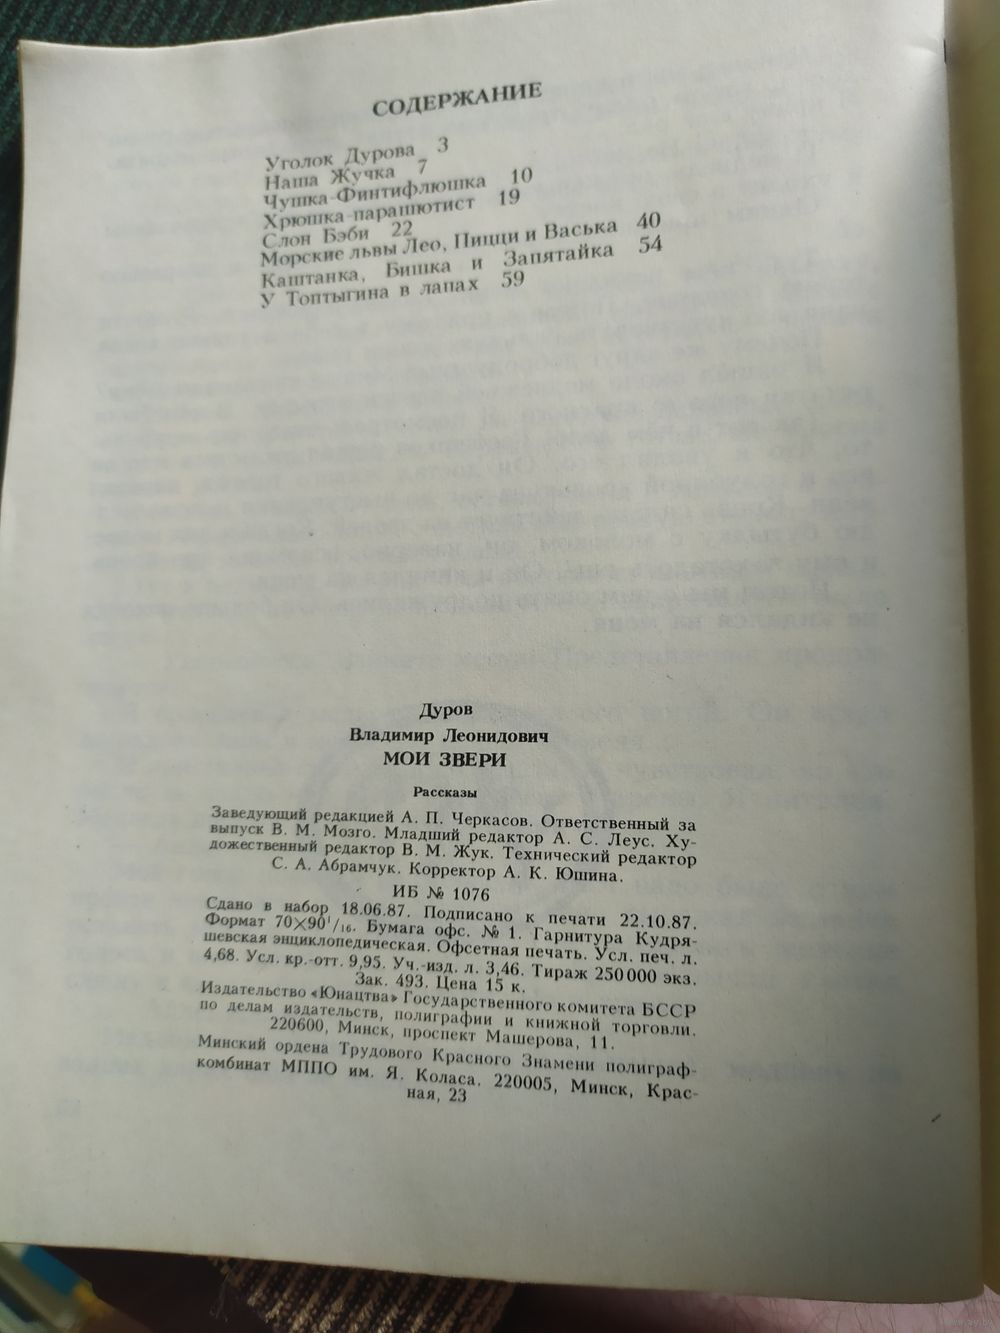 СОДЕРЖАНИЕ
Уголок Дурова 3
Наша Жучка 7
Чушка-Финтифлюшка 10
Хрюшка-парашютист 19
Слон Бэби 22
Морские львы Лео, Пицци и Васька 40
Каштанка, Бишка и Запятайка 54
У Топтыгина в лапах 59
Дуров
Владимир Леонидович
МОИ ЗВЕРИ
Рассказы
Заведующий редакцией А. П. Черкасов. Ответственный за
выпуск В. М. Мозго. Младший редактор А. С. Леус. Ху-
дожественный редактор В. М. Жук. Технический редактор
С. А. Абрамчук. Корректор А. К. Юшина.
ИБ № 1076
Сдано в набор 18.06.87. Подписано к печати 22.10.87.
Формат 70×90¹/₁₆. Бумага офс. № 1. Гарнитура Кудря-
шевская энциклопедическая. Офсетная печать. Усл. печ. л.
4,68. Усл. кр.-отт. 9,95. Уч.-изд. л. 3,46. Тираж 250 000 экз.
Зак. 493. Цена 15 к.
Издательство «Юнацтва» Государственного комитета БССР
по делам издательств, полиграфии и книжной торговли.
220600, Минск, проспект Машерова, 11.
Минский ордена Трудового Красного Знамени полиграф-
комбинат МППО им. Я. Коласа. 220005, Минск, Крас-
ная, 23